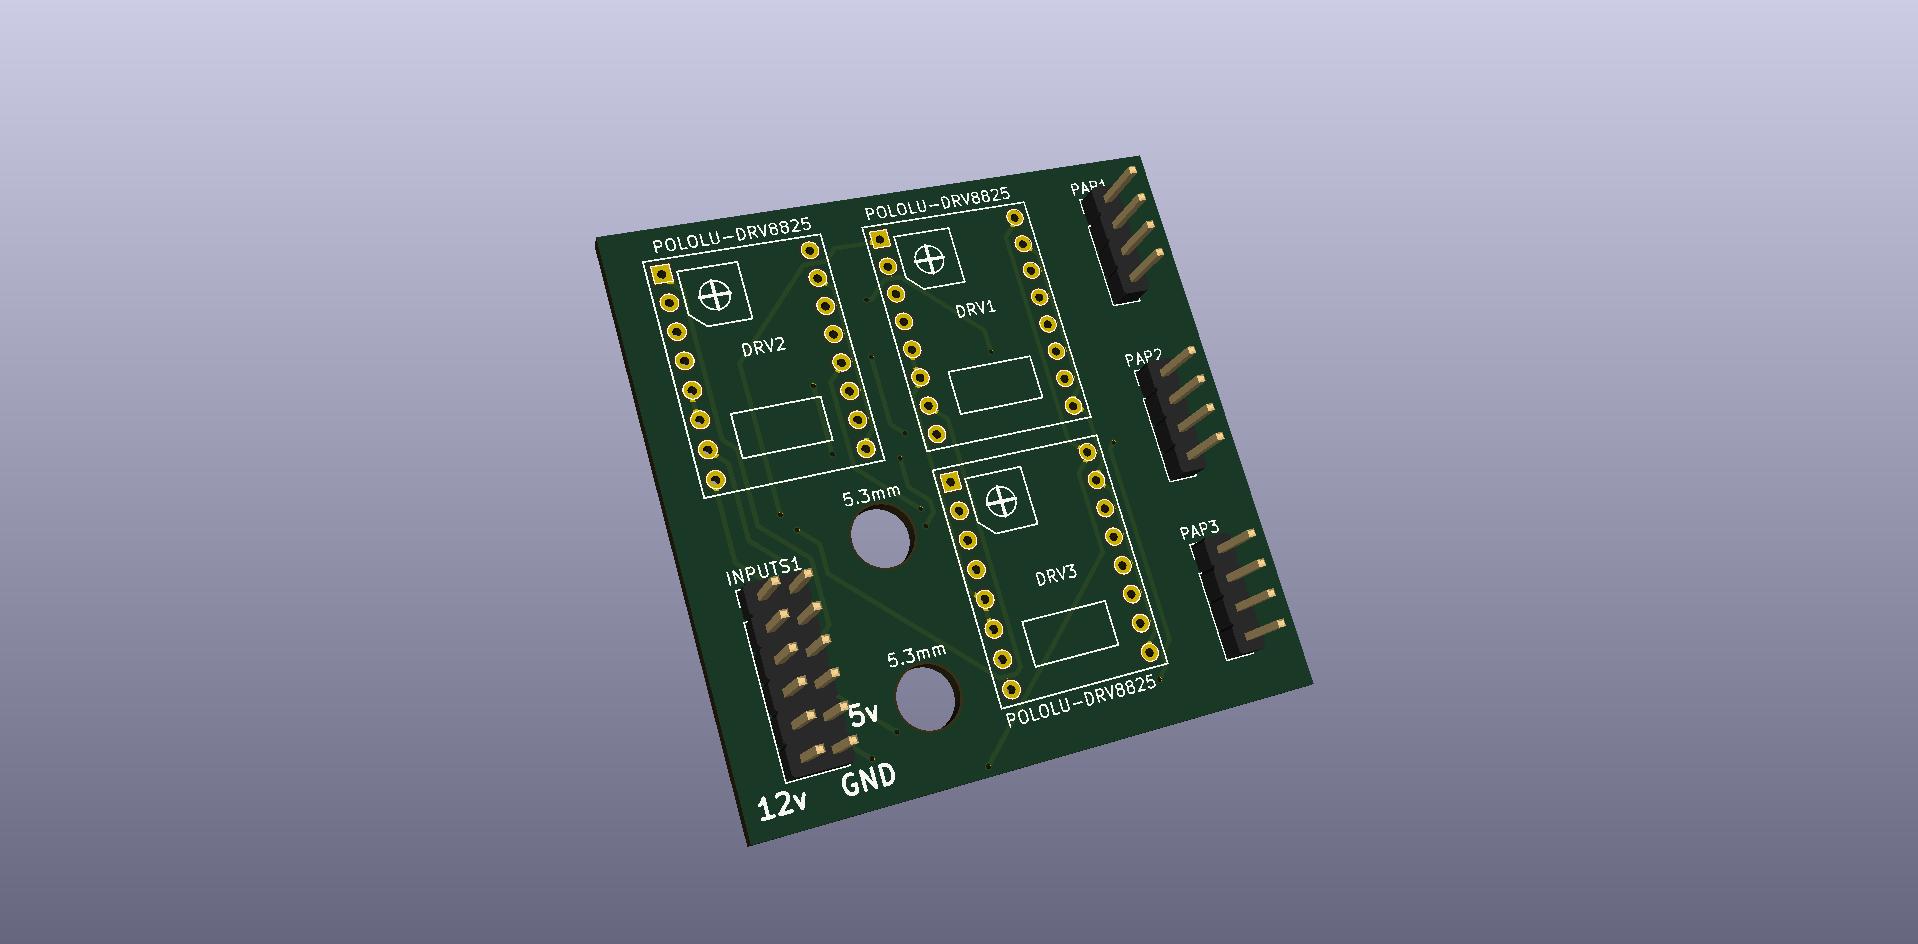 POLOLU-DRV8825
POLOLU-DRV8825
PAP1
DRV1
DRV2
PAP2
5.3mm
PAP3
INPUTS1
DRV3
5.3mm
5v
POLOLU-DRV8825
GND
12v